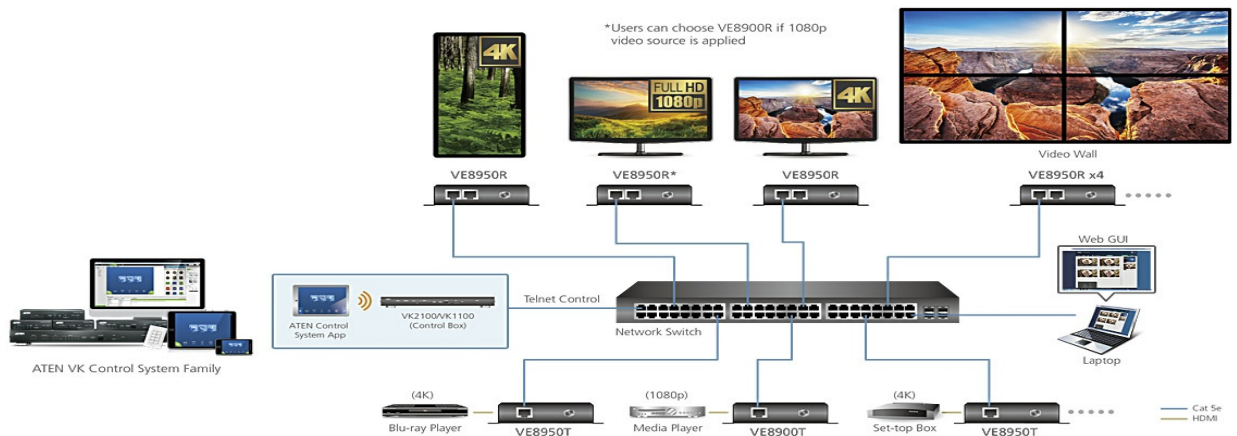 *Users can choose VE8900R if 1080p
video source is applied
4K
FULL HD
1080p
4K
Video Wall
VE8950R
VE8950R*
VE8950R
VE8950R x4
Web GUI
Telnet Control
ATEN Control
System App
VK2100/VK1100
(Control Box)
Network Switch
Laptop
ATEN VK Control System Family
(4K)
(1080p)
(4K)
Blu-ray Player
VE8950T
Media Player
VE8900T
Set-top Box
VE8950T
Cat 5e
HDMI